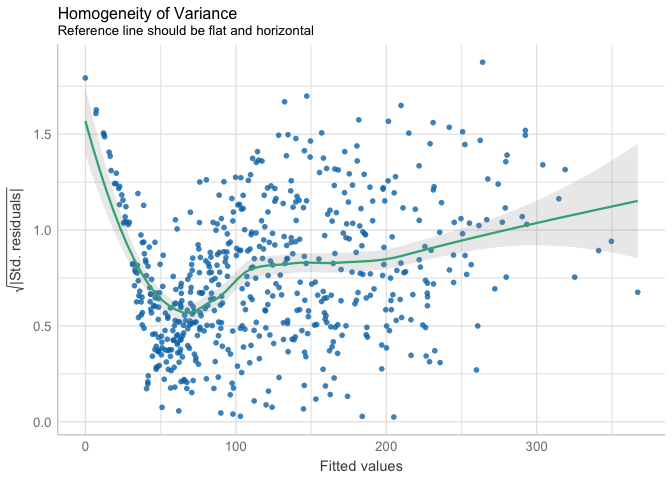 Homogeneity of Variance
Reference line should be flat and horizontal
√|Std. residuals|
1.5
1.0
0.5
0.0
0
100
200
300
Fitted values